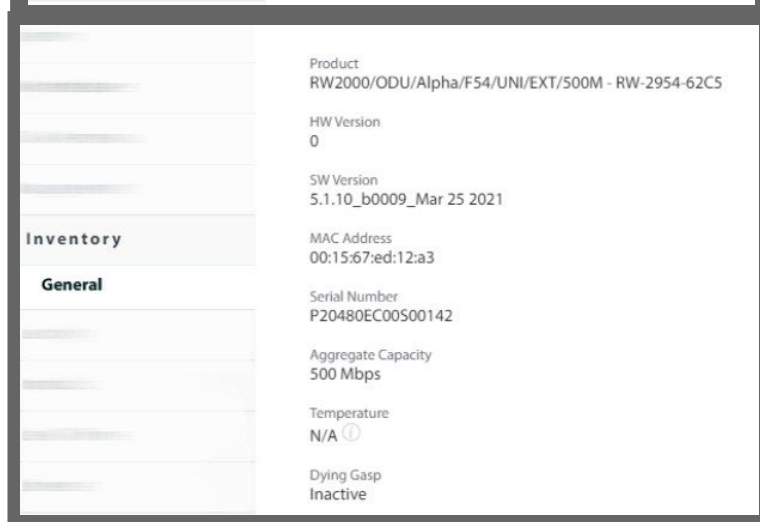 Product
RW2000/ODU/Alpha/F54/UNI/EXT/500M - RW-2954-62C5
HW Version
0
SW Version
5.1.10_b0009_Mar 25 2021
Inventory
MAC Address
00:15:67:ed:12:a3
General
Serial Number
P20480EC00S00142
Aggregate Capacity
500 Mbps
Temperature
N/A
Dying Gasp
Inactive